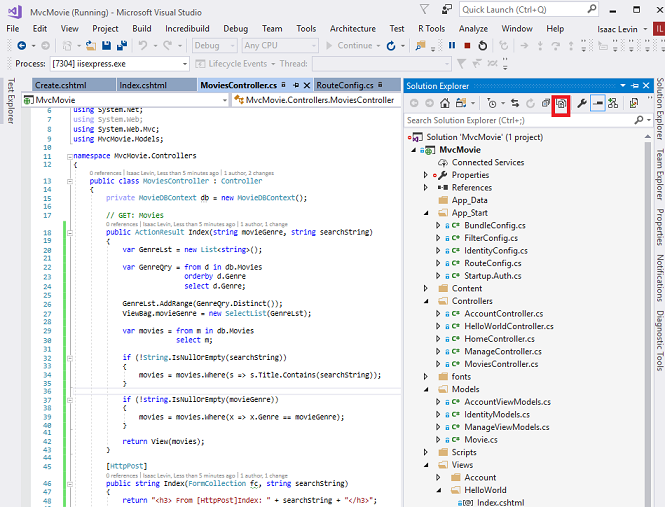 MvcMovie (Running) - Microsoft Visual Studio
Quick Launch (Ctrl+Q)
File Edit View Project Build Incredibuild Debug Team Tools Architecture Test R Tools Analyze Window Help Isaac Levin IL
Debug Any CPU Continue
Process: [7304] iisexpress.exe Lifecycle Events Thread:
Test Explorer
Create.cshtml Index.cshtml MoviesController.cs RouteConfig.cs
MvcMovie MvcMovie.Controllers.MoviesController
6 using System.Net;
7 using System.Web;
8 using System.Web.Mvc;
9 using MvcMovie.Models;
10
11 namespace MvcMovie.Controllers
12 {
0 references | Isaac Levin, Less than 5 minutes ago | 1 author, 2 changes
13 public class MoviesController : Controller
14 {
15 private MovieDBContext db = new MovieDBContext();
16
17 // GET: Movies
0 references | Isaac Levin, Less than 5 minutes ago | 1 author, 1 change
18 public ActionResult Index(string movieGenre, string searchString)
19 {
20 var GenreLst = new List<string>();
21
22 var GenreQry = from d in db.Movies
23 orderby d.Genre
24 select d.Genre;
25
26 GenreLst.AddRange(GenreQry.Distinct());
27 ViewBag.movieGenre = new SelectList(GenreLst);
28
29 var movies = from m in db.Movies
30 select m;
31
32 if (!String.IsNullOrEmpty(searchString))
33 {
34 movies = movies.Where(s => s.Title.Contains(searchString));
35 }
36
37 if (!string.IsNullOrEmpty(movieGenre))
38 {
39 movies = movies.Where(x => x.Genre == movieGenre);
40 }
41
42 return View(movies);
43 }
44
45 [HttpPost]
0 references | Isaac Levin, Less than 5 minutes ago | 1 author, 1 change
46 public string Index(FormCollection fc, string searchString)
47 {
48 return "<h3> From [HttpPost]Index: " + searchString + "</h3>";
Solution Explorer
Search Solution Explorer (Ctrl+;)
Solution 'MvcMovie' (1 project)
MvcMovie
Connected Services
Properties
References
App_Data
App_Start
C# BundleConfig.cs
C# FilterConfig.cs
C# IdentityConfig.cs
C# RouteConfig.cs
C# Startup.Auth.cs
Content
Controllers
C# AccountController.cs
C# HelloWorldController.cs
C# HomeController.cs
C# ManageController.cs
C# MoviesController.cs
fonts
Models
C# AccountViewModels.cs
C# IdentityModels.cs
C# ManageViewModels.cs
C# Movie.cs
Scripts
Views
Account
HelloWorld
Index.cshtml
Solution Explorer
Team Explorer
Properties
Notifications
Diagnostic Tools